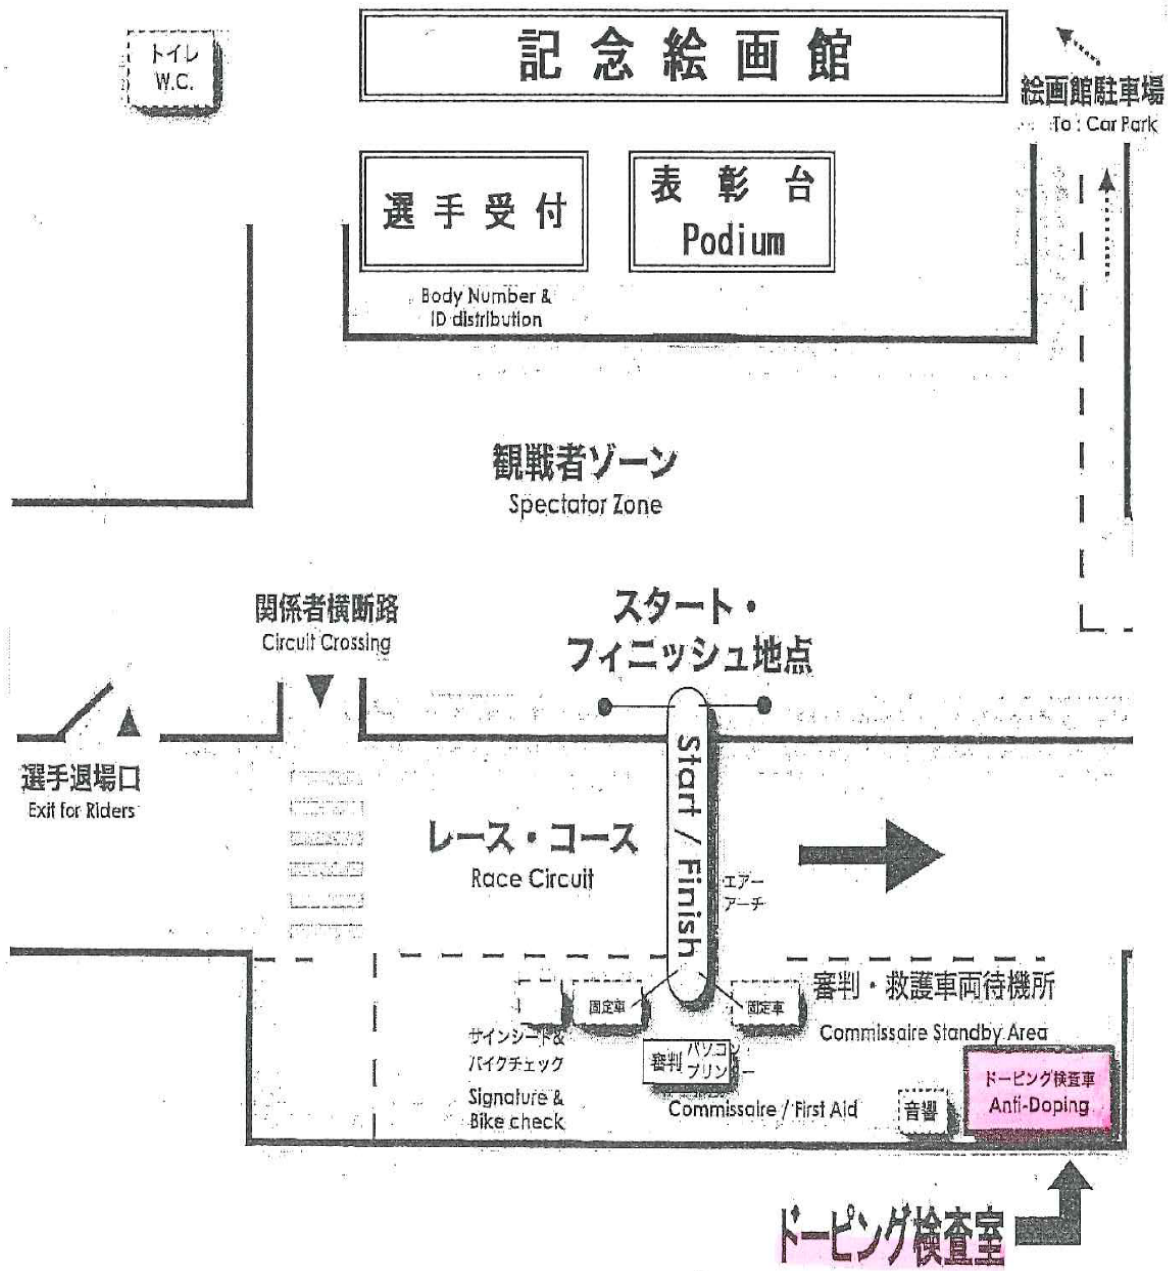 トイレ
W.C.
記念絵画館
絵画館駐車場
To : Car Park
選手受付
Body Number &
ID distribution
表彰台
Podium
観戦者ゾーン
Spectator Zone
関係者横断路
Circuit Crossing
スタート・
フィニッシュ地点
選手退場口
Exit for Riders
レース・コース
Race Circuit
Start / Finish
エアー
アーチ
固定車
固定車
審判・救護車両待機所
Commissaire Standby Area
サインシート&
バイクチェック
Signature &
Bike check
審判
パソコン
プリンター
Commissaire / First Aid
音響
ドーピング検査車
Anti-Doping
ドーピング検査室